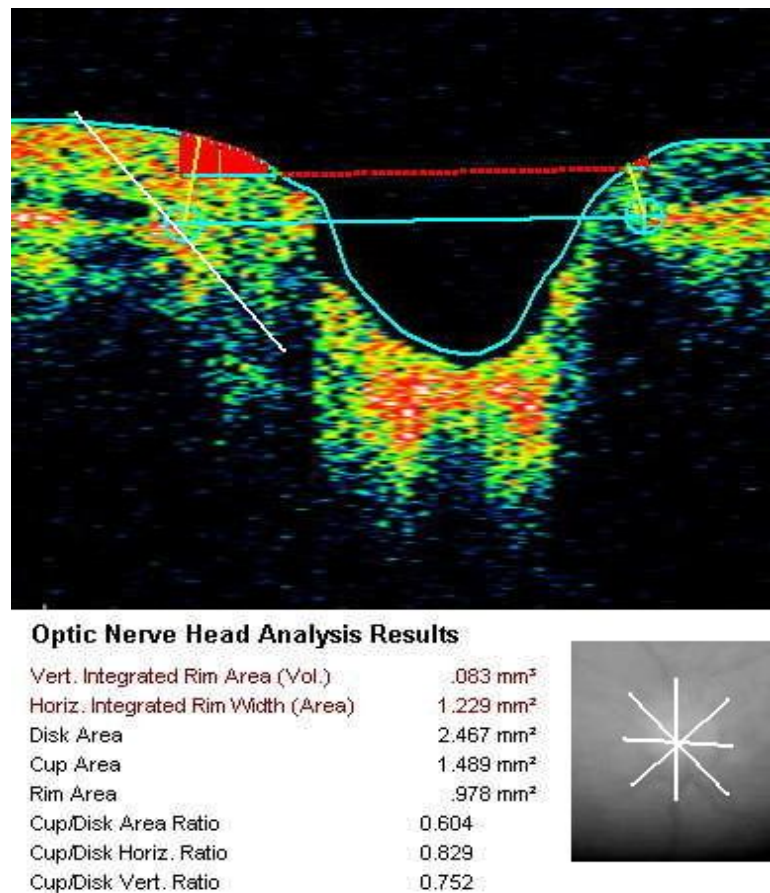 Optic Nerve Head Analysis Results
Vert. Integrated Rim Area (Vol.) .083 mm³
Horiz. Integrated Rim Width (Area) 1.229 mm²
Disk Area 2.467 mm²
Cup Area 1.489 mm²
Rim Area .978 mm²
Cup/Disk Area Ratio 0.604
Cup/Disk Horiz. Ratio 0.829
Cup/Disk Vert. Ratio 0.752